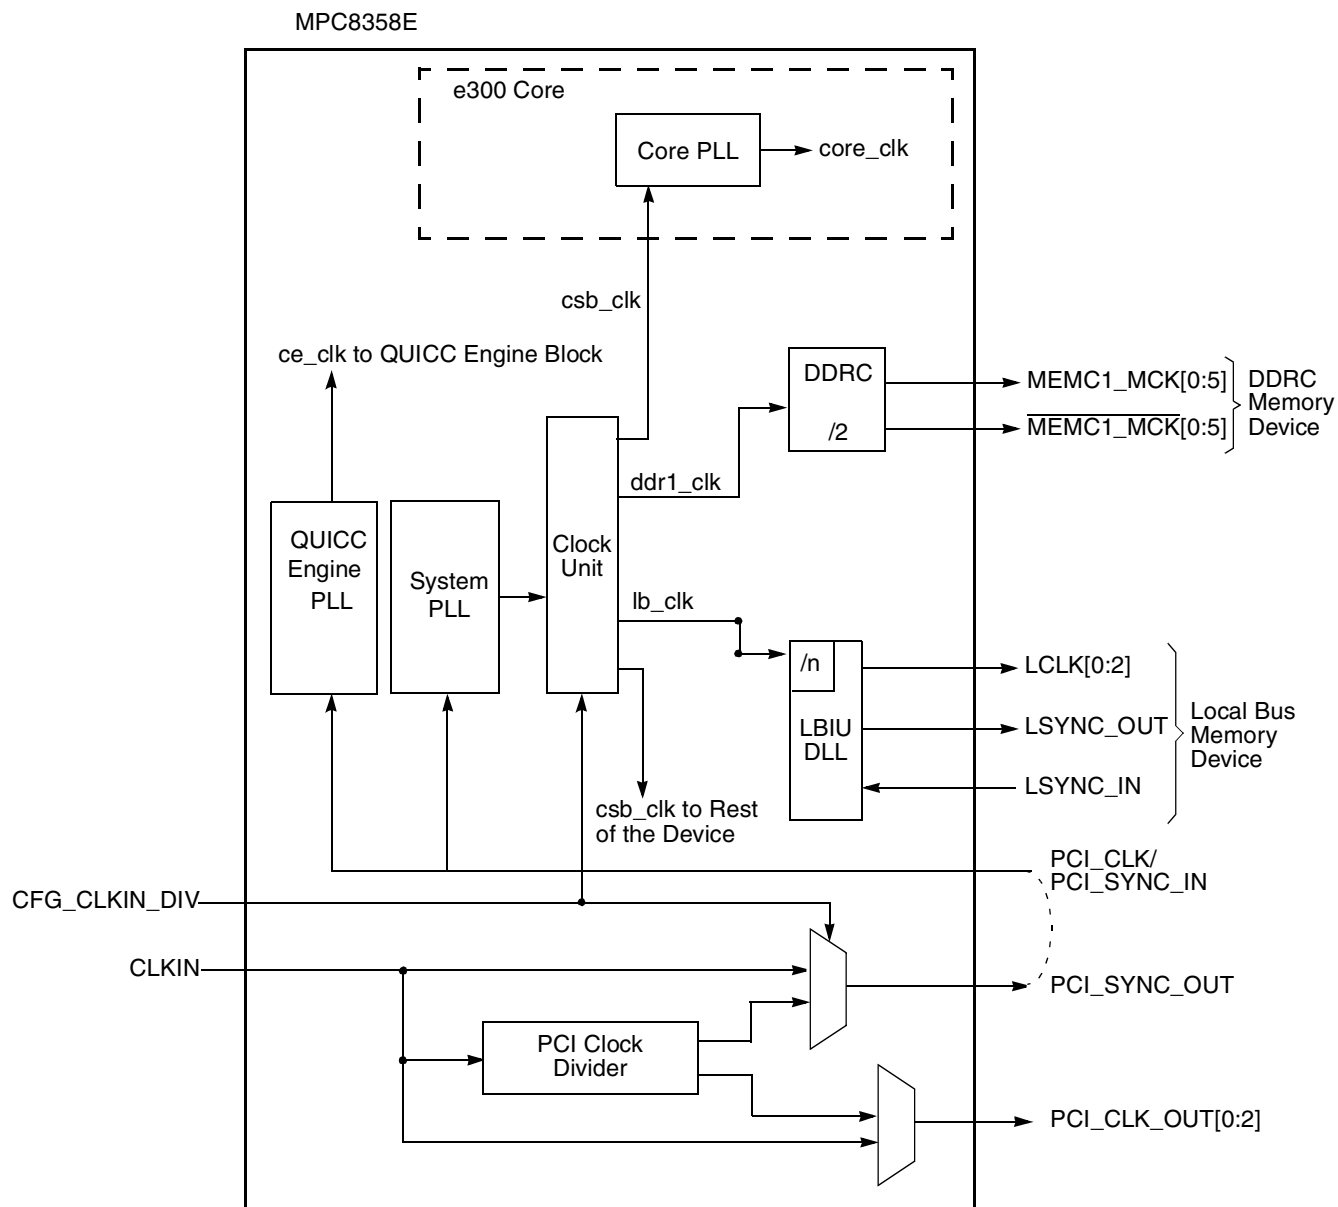 MPC8358E
e300 Core
Core PLL
core_clk
csb_clk
ce_clk to QUICC Engine Block
DDRC
/2
MEMC1_MCK[0:5]
MEMC1_MCK[0:5]
DDRC
Memory
Device
ddr1_clk
QUICC
Engine
PLL
System
PLL
Clock
Unit
lb_clk
/n
LBIU
DLL
LCLK[0:2]
LSYNC_OUT
LSYNC_IN
Local Bus
Memory
Device
csb_clk to Rest
of the Device
PCI_CLK/
PCI_SYNC_IN
CFG_CLKIN_DIV
CLKIN
PCI_SYNC_OUT
PCI Clock
Divider
PCI_CLK_OUT[0:2]